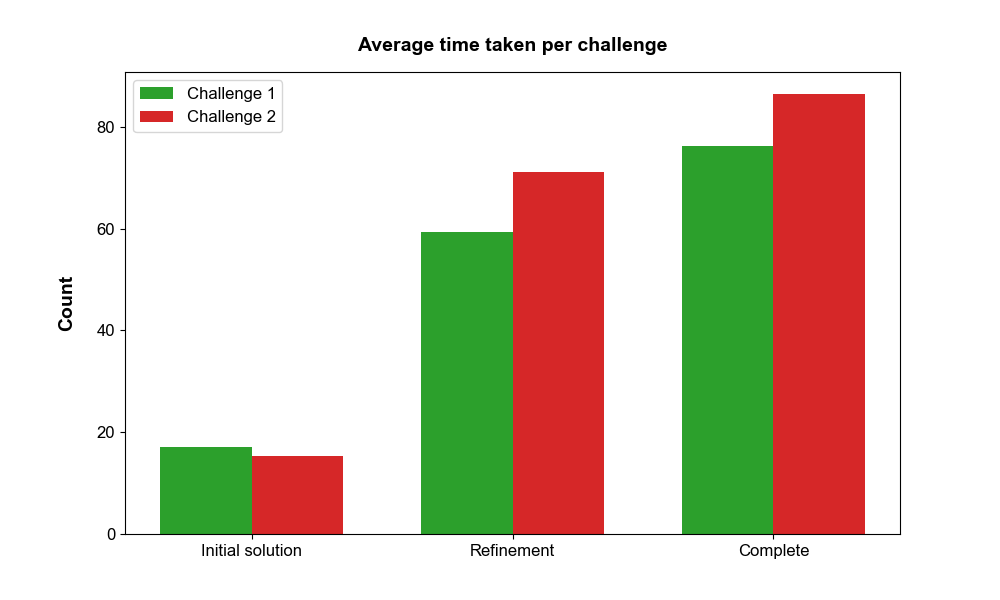 Average time taken per challenge
Challenge 1
Challenge 2
Count
80
60
40
20
0
Initial solution
Refinement
Complete